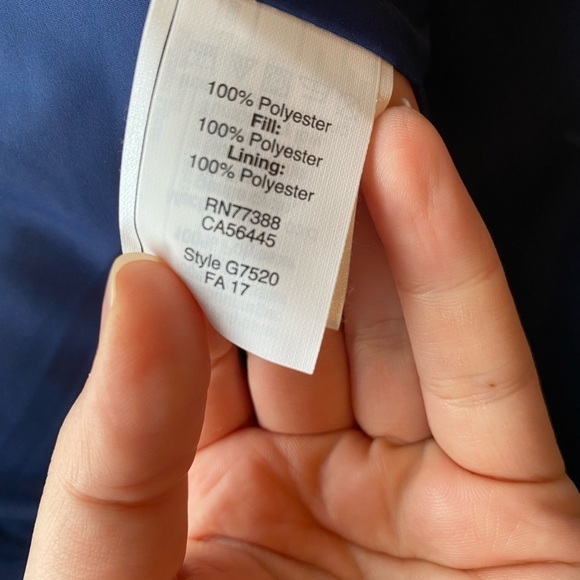 100% Polyester
Fill:
100% Polyester
Lining:
100% Polyester
RN77388
CA56445
Style G7520
FA 17